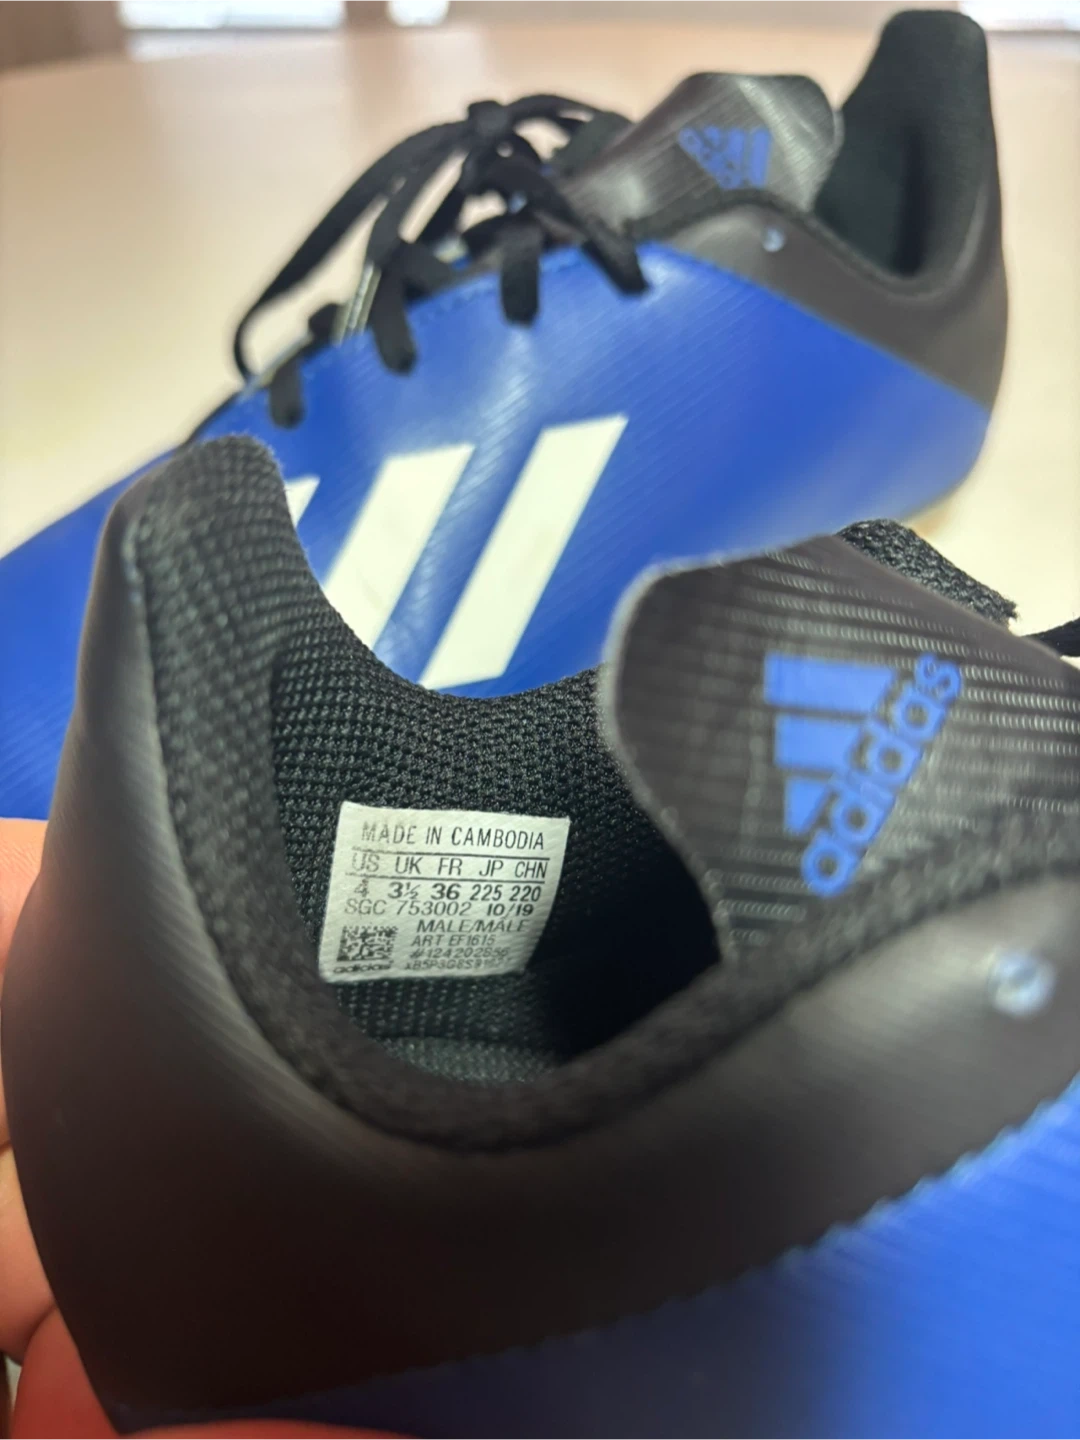 adidas
MADE IN CAMBODIA
US UK FR JP CHN
4 3½ 36 225 220
SGC 753002 10/19
MALE/MALE
ART EF1615
adidas